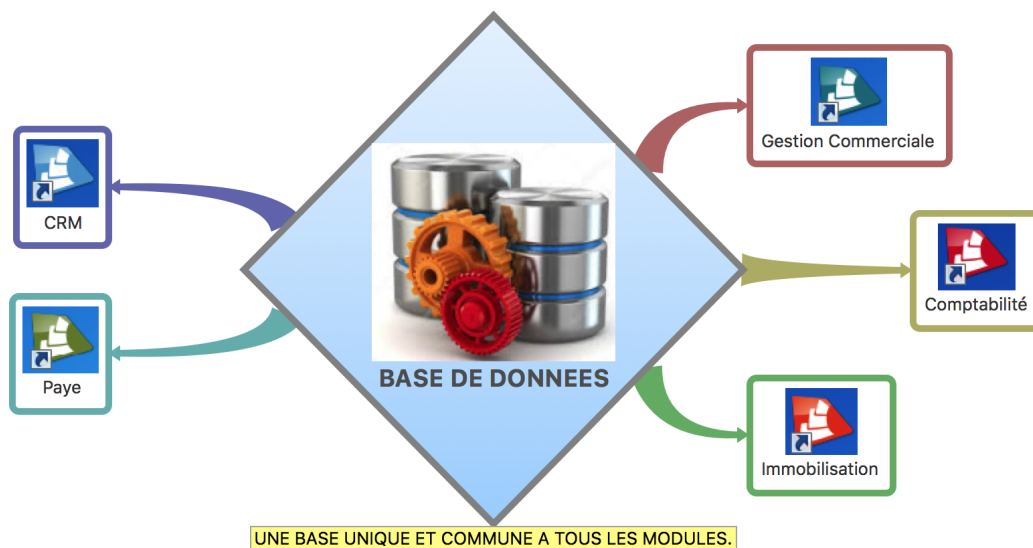 Gestion Commerciale
CRM
Comptabilité
Paye
BASE DE DONNEES
Immobilisation
UNE BASE UNIQUE ET COMMUNE A TOUS LES MODULES.